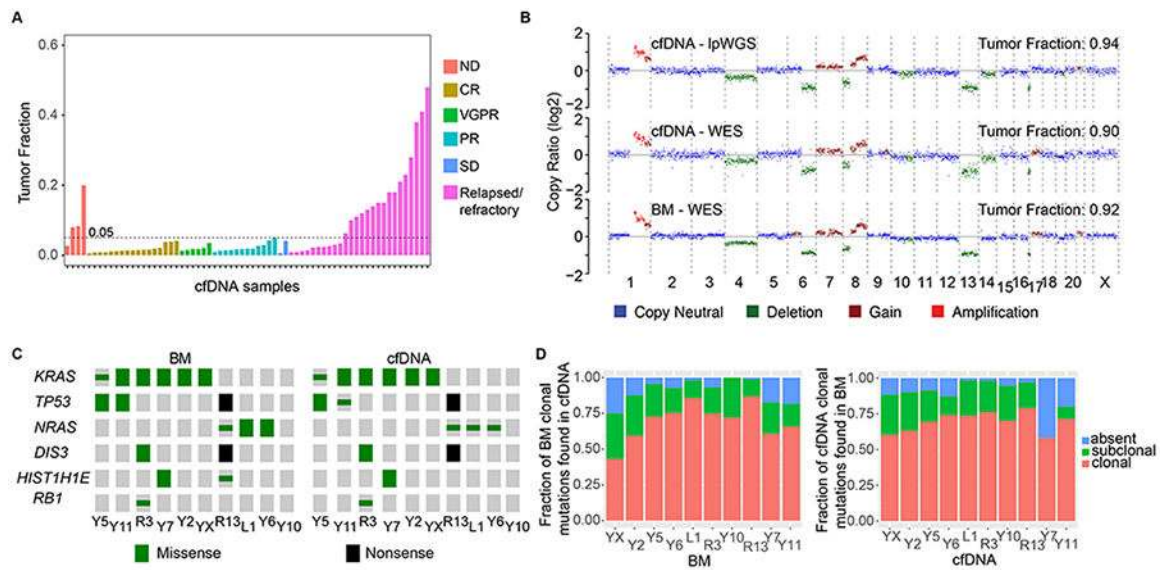 A
Tumor Fraction
0.6
0.4
0.2
0.0
0.05
cfDNA samples
ND
CR
VGPR
PR
SD
Relapsed/
refractory
B
Copy Ratio (log2)
2
0
−2
cfDNA - lpWGS
Tumor Fraction: 0.94
2
0
−2
cfDNA - WES
Tumor Fraction: 0.90
2
0
−2
BM - WES
Tumor Fraction: 0.92
1 2 3 4 5 6 7 8 9 10 11 12 13 14 15 16 17 18 20 X
Copy Neutral Deletion Gain Amplification
C
BM cfDNA
KRAS
TP53
NRAS
DIS3
HIST1H1E
RB1
Y5 Y11 R3 Y7 Y2 YX R13 L1 Y6 Y10
Y5 Y11 R3 Y7 Y2 YX R13 L1 Y6 Y10
Missense Nonsense
D
Fraction of BM clonal
mutations found in cfDNA
1.00
0.75
0.50
0.25
0.00
YX Y2 Y5 Y6 L1 R3 Y10 R13 Y7 Y11
BM
Fraction of cfDNA clonal
mutations found in BM
1.00
0.75
0.50
0.25
0.00
YX Y2 Y5 Y6 L1 R3 Y10 R13 Y7 Y11
cfDNA
absent
subclonal
clonal